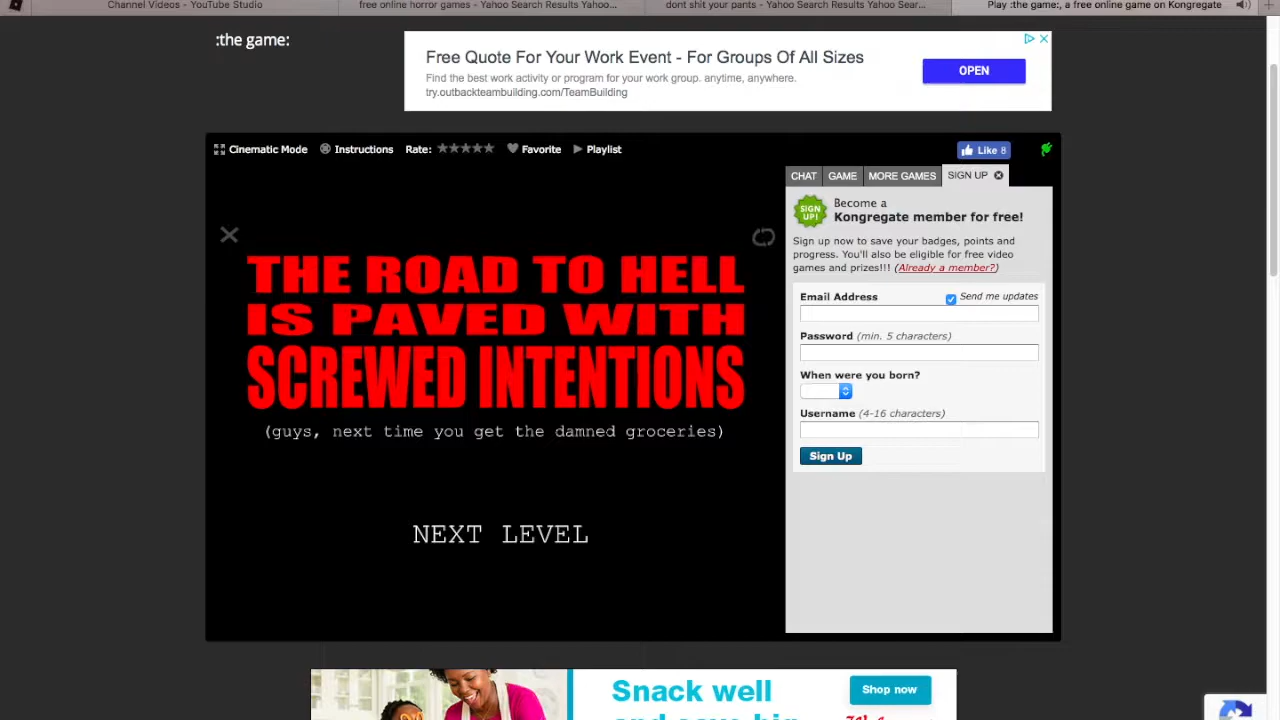 Channel Videos - YouTube Studio
free online horror games - Yahoo Search Results Yahoo...
dont shit your pants - Yahoo Search Results Yahoo Sear...
Play :the game:, a free online game on Kongregate
:the game:
Free Quote For Your Work Event - For Groups Of All Sizes
Find the best work activity or program for your work group. anytime, anywhere.
try.outbackteambuilding.com/TeamBuilding
OPEN
Cinematic Mode
Instructions
Rate:
Favorite
Playlist
Like 8
THE ROAD TO HELL
IS PAVED WITH
SCREWED INTENTIONS
(guys, next time you get the damned groceries)
NEXT LEVEL
CHAT
GAME
MORE GAMES
SIGN UP
SIGN
UP!
Become a
Kongregate member for free!
Sign up now to save your badges, points and
progress. You'll also be eligible for free video
games and prizes!!! (Already a member?)
Email Address
Send me updates
Password (min. 5 characters)
When were you born?
Username (4-16 characters)
Sign Up
Snack well
and save big
Shop now